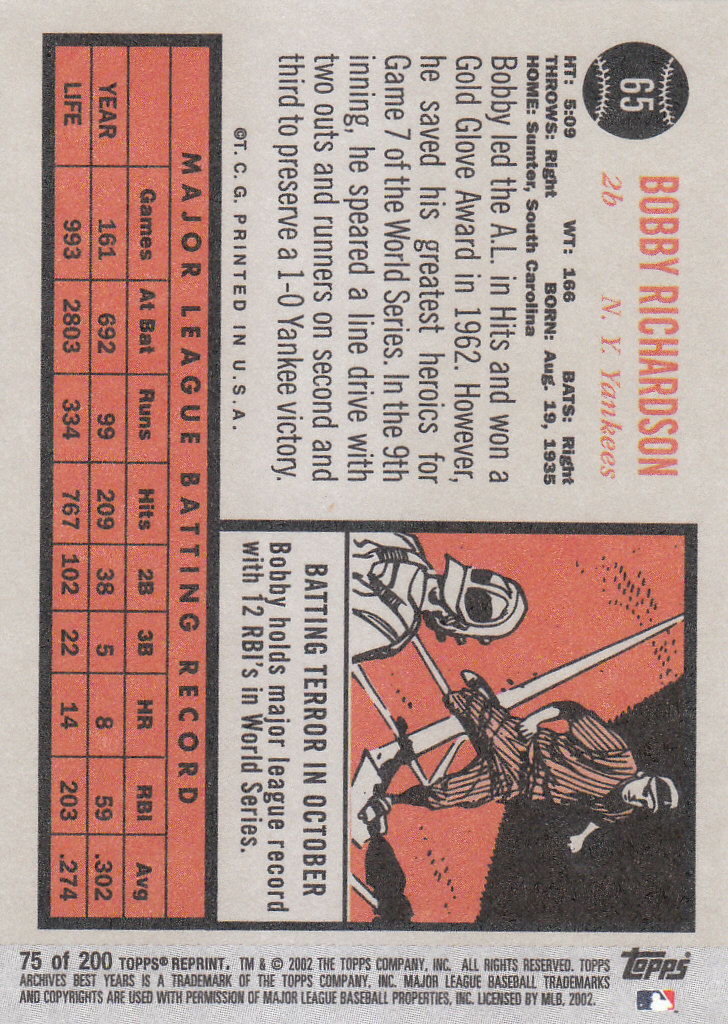 65
BOBBY RICHARDSON
2b N. Y. Yankees
HT: 5:09 WT: 166 BATS: Right
THROWS: Right BORN: Aug. 19, 1935
HOME: Sumter, South Carolina
Bobby led the A.L. in Hits and won a
Gold Glove Award in 1962. However,
he saved his greatest heroics for
Game 7 of the World Series. In the 9th
inning, he speared a line drive with
two outs and runners on second and
third to preserve a 1-0 Yankee victory.
©T. C. G. PRINTED IN U. S. A.
BATTING TERROR IN OCTOBER
Bobby holds major league record
with 12 RBI's in World Series.
MAJOR LEAGUE BATTING RECORD
Games At Bat Runs Hits 2B 3B HR RBI Avg
YEAR 161 692 99 209 38 5 8 59 .302
LIFE 993 2803 334 767 102 22 14 203 .274
75 of 200 TOPPS® REPRINT. TM & © 2002 THE TOPPS COMPANY, INC. ALL RIGHTS RESERVED. TOPPS
ARCHIVES BEST YEARS IS A TRADEMARK OF THE TOPPS COMPANY, INC. MAJOR LEAGUE BASEBALL TRADEMARKS
AND COPYRIGHTS ARE USED WITH PERMISSION OF MAJOR LEAGUE BASEBALL PROPERTIES, INC. LICENSED BY MLB, 2002.
topps